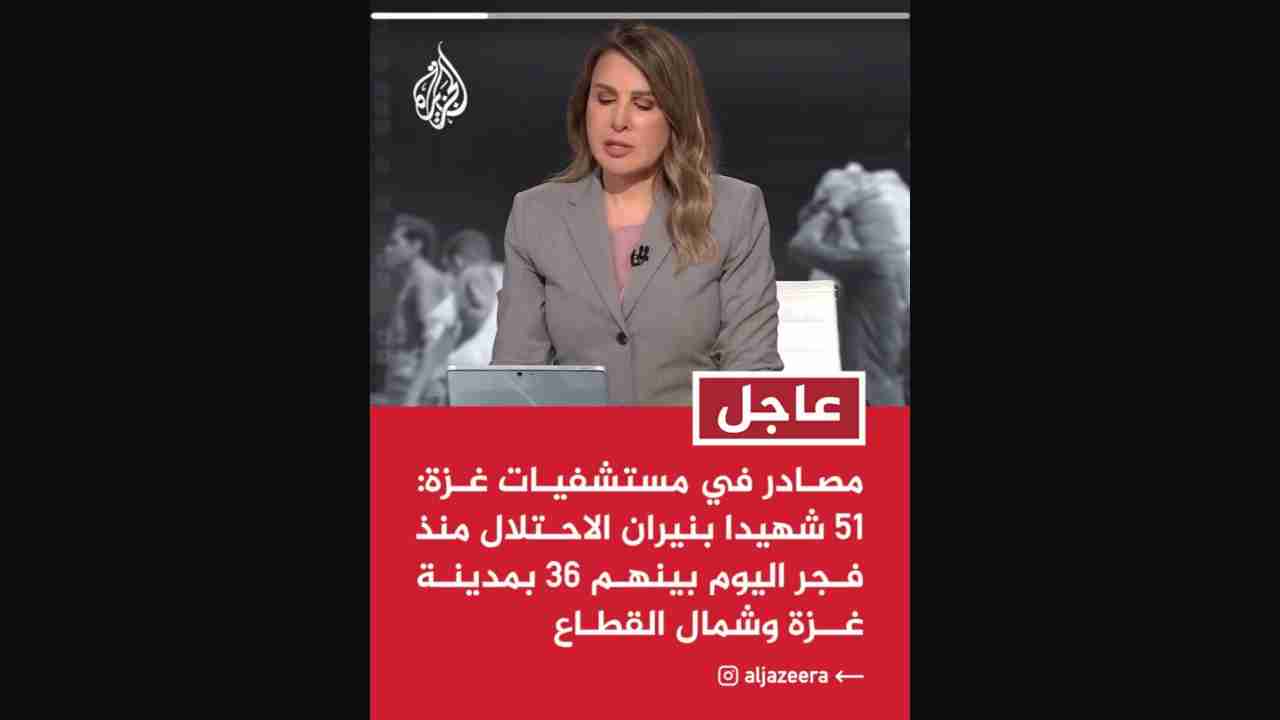 الجزيرة
عاجل
مصادر في مستشفيات غزة:
51 شهيدا بنيران الاحتلال منذ
فجر اليوم بينهم 36 بمدينة
غزة وشمال القطاع
aljazeera